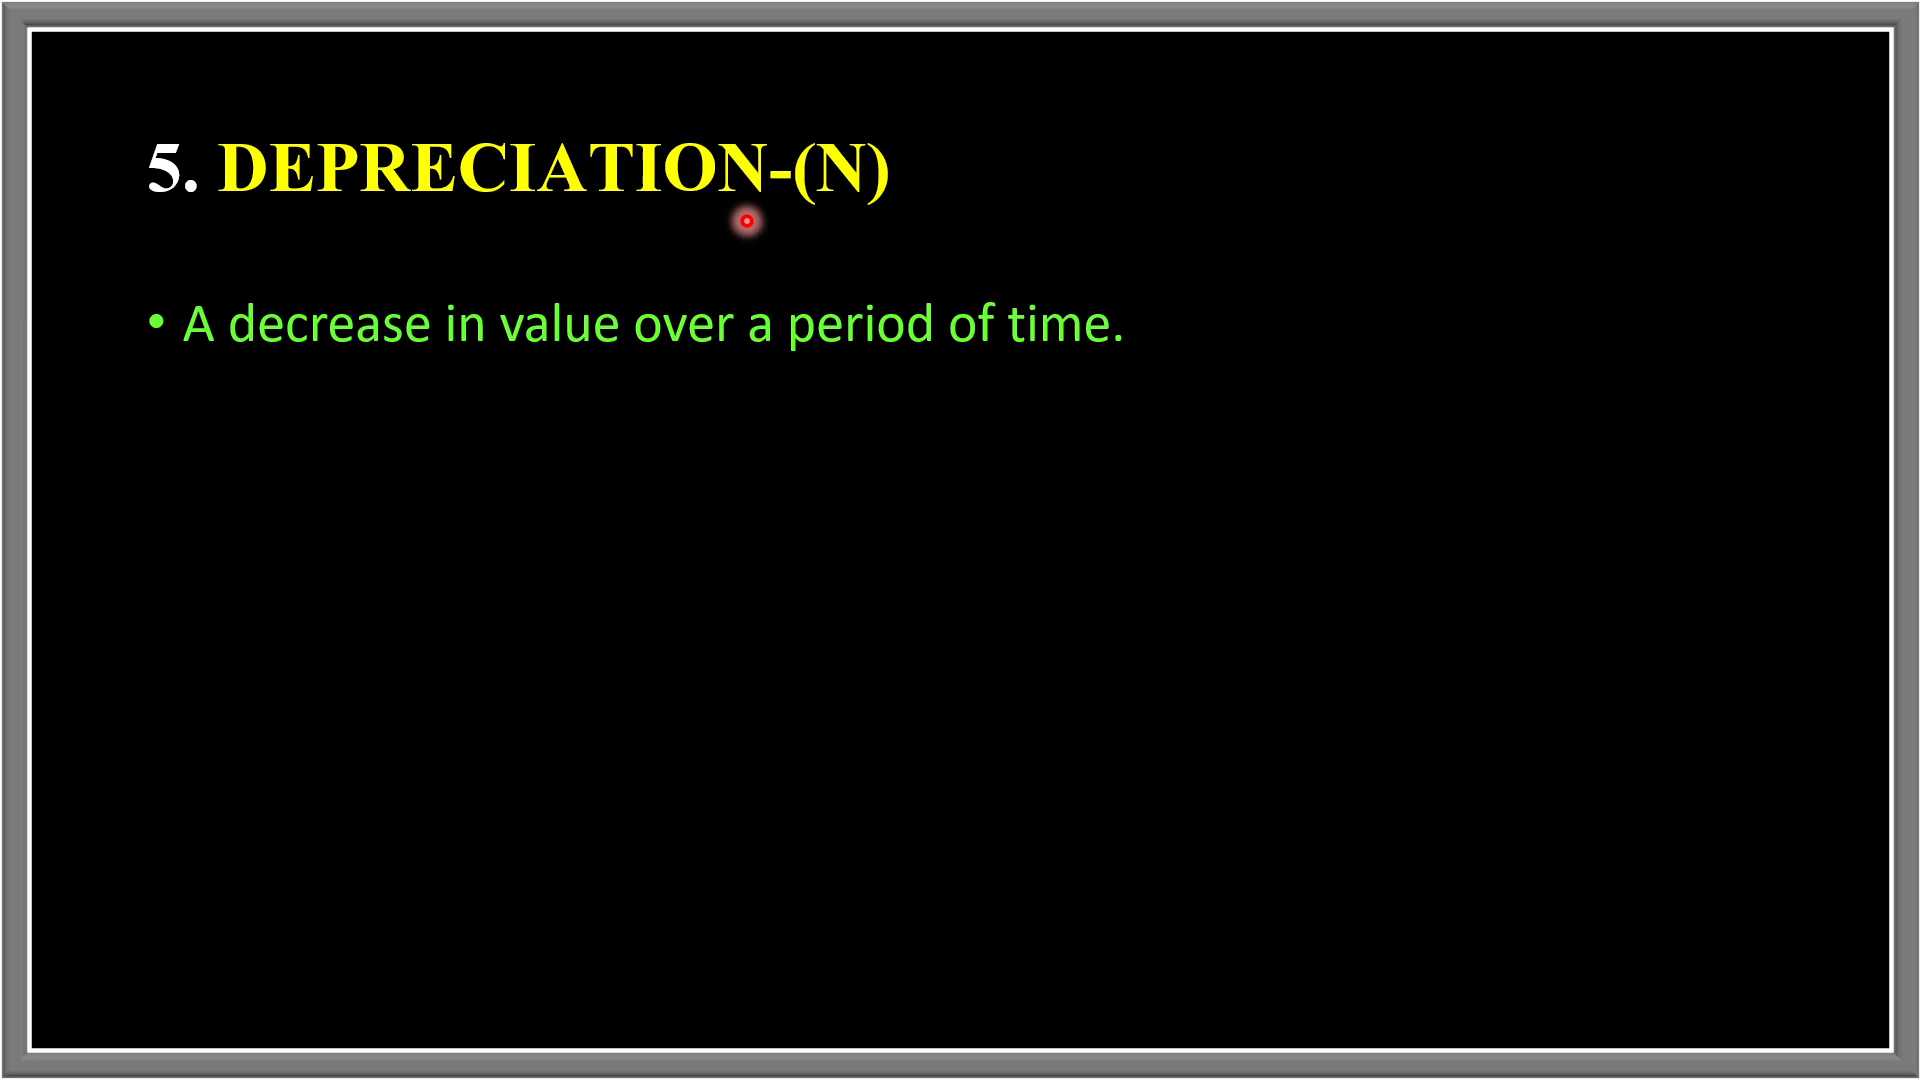 5. DEPRECIATION-(N)
• A decrease in value over a period of time.